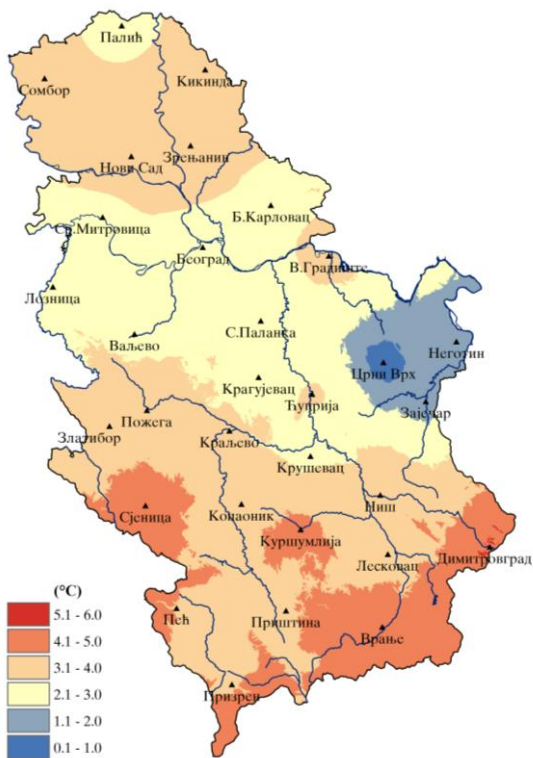 Палић
Сомбор
Кикинда
Нови Сад
Зрењанин
Б.Карловац
Ср.Митровица
Београд
В.Градиште
Лозница
С.Паланка
Ваљево
Црни Врх
Неготин
Крагујевац
Ћуприја
Зајечар
Пожега
Златибор
Краљево
Крушевац
Сјеница
Копаоник
Ниш
Куршумлија
Лесковац
Димитровград
(°C)
5.1 - 6.0
4.1 - 5.0
3.1 - 4.0
2.1 - 3.0
1.1 - 2.0
0.1 - 1.0
Пећ
Приштина
Врање
Призрен